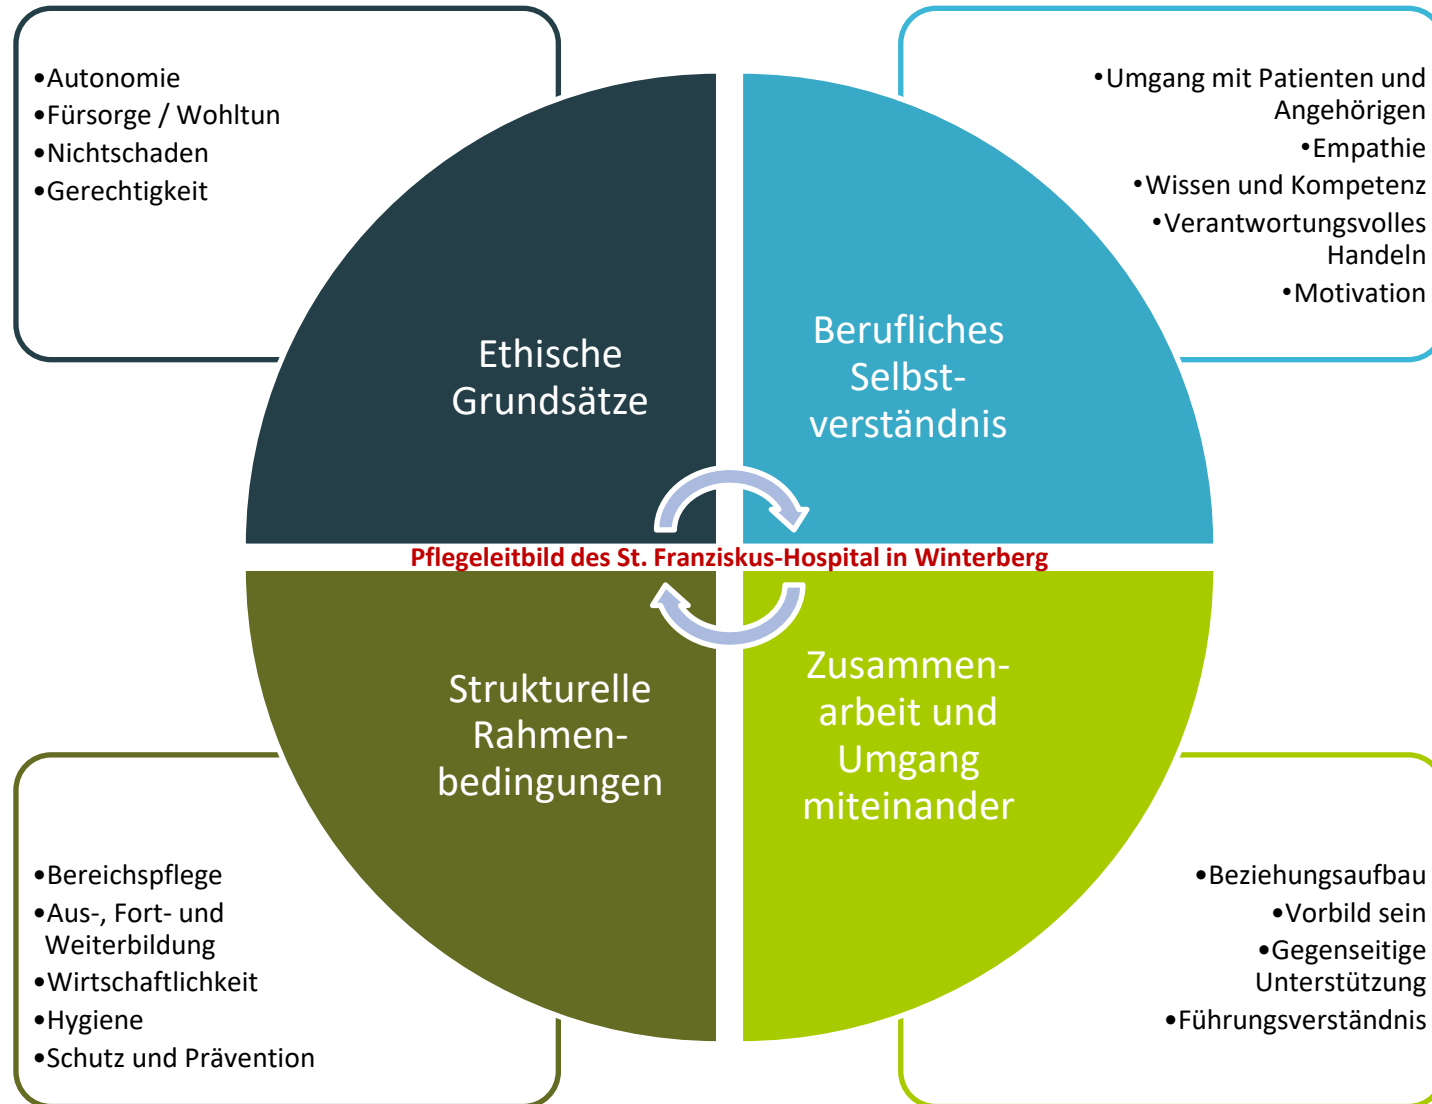 •Autonomie
•Fürsorge / Wohltun
•Nichtschaden
•Gerechtigkeit
•Umgang mit Patienten und
Angehörigen
•Empathie
•Wissen und Kompetenz
•Verantwortungsvolles
Handeln
•Motivation
Ethische
Grundsätze
Berufliches
Selbst-
verständnis
Pflegeleitbild des St. Franziskus-Hospital in Winterberg
Strukturelle
Rahmen-
bedingungen
Zusammen-
arbeit und
Umgang
miteinander
•Bereichspflege
•Aus-, Fort- und
Weiterbildung
•Wirtschaftlichkeit
•Hygiene
•Schutz und Prävention
•Beziehungsaufbau
•Vorbild sein
•Gegenseitige
Unterstützung
•Führungsverständnis